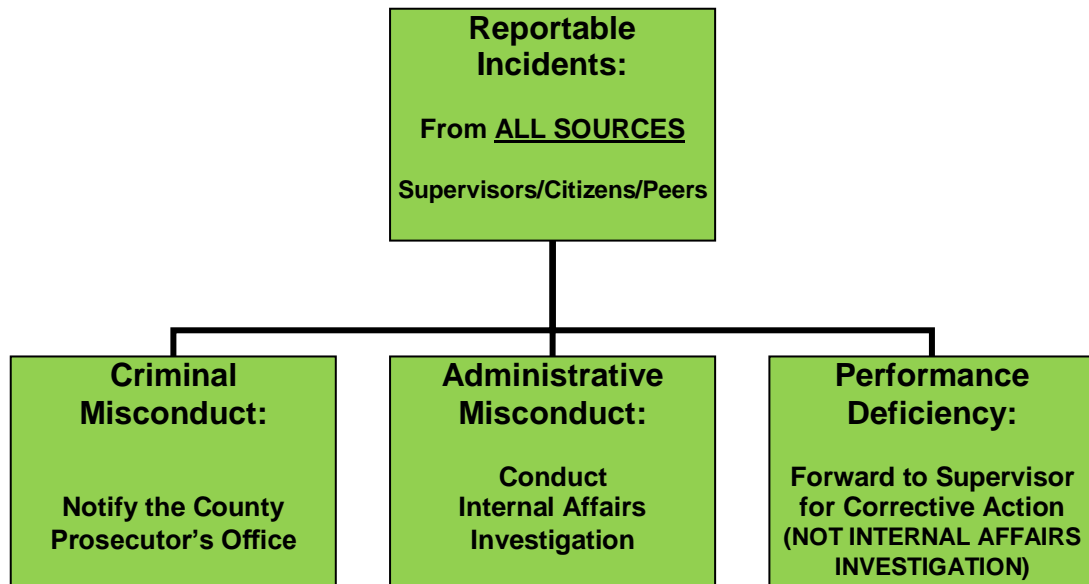 Reportable
Incidents:
From ALL SOURCES
Supervisors/Citizens/Peers
Criminal
Misconduct:
Notify the County
Prosecutor's Office
Administrative
Misconduct:
Conduct
Internal Affairs
Investigation
Performance
Deficiency:
Forward to Supervisor
for Corrective Action
(NOT INTERNAL AFFAIRS
INVESTIGATION)